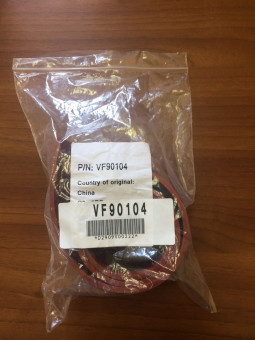 P/N: VF90104
Country of original:
China
VF90104